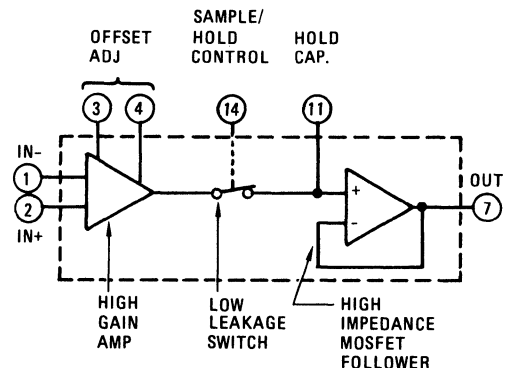 OFFSET
ADJ
SAMPLE/
HOLD
CONTROL
HOLD
CAP.
3
4
14
11
IN-
1
2
IN+
+
-
OUT
7
HIGH
GAIN
AMP
LOW
LEAKAGE
SWITCH
HIGH
IMPEDANCE
MOSFET
FOLLOWER